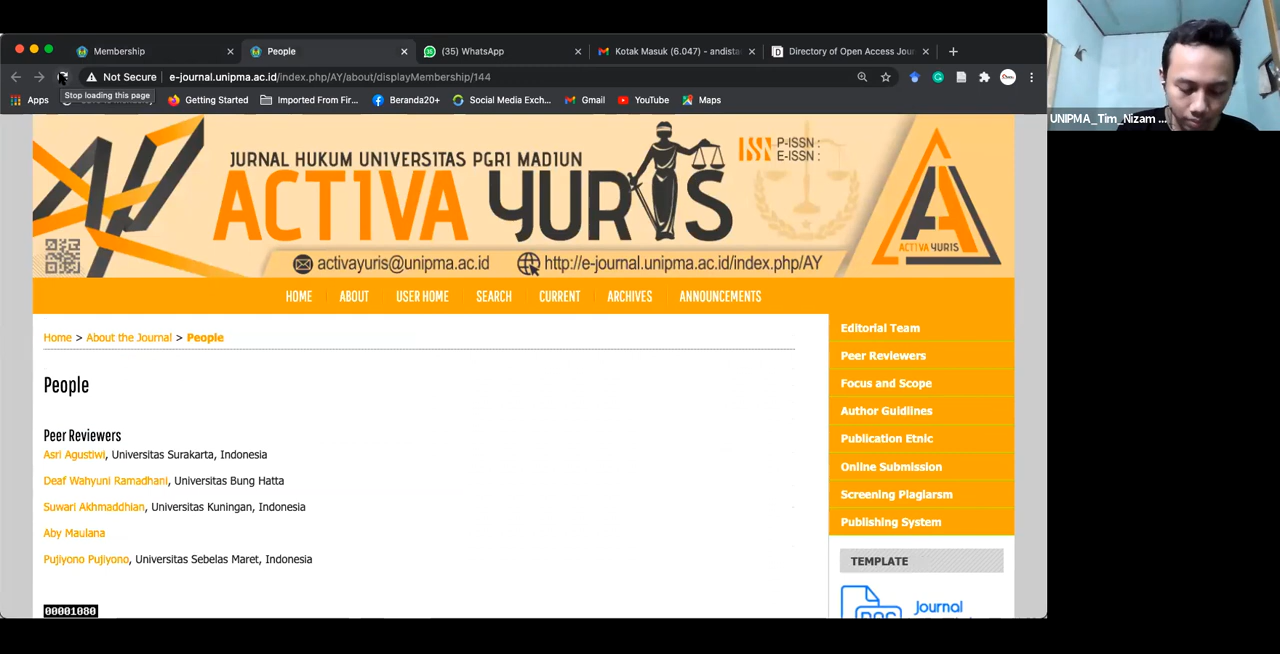 Membership
People
(35) WhatsApp
Kotak Masuk (6.047) - andista
Directory of Open Access Jou
Not Secure
e-journal.unipma.ac.id/index.php/AY/about/displayMembership/144
Stop loading this page
Apps
Getting Started
Imported From Fir...
Beranda20+
Social Media Exch...
Gmail
YouTube
Maps
UNIPMA_Tim_Nizam ...
JURNAL HUKUM UNIVERSITAS PGRI MADIUN
ACTIVA YURIS
ISSN P-ISSN :
E-ISSN :
ACTIVA YURIS
activayuris@unipma.ac.id
http://e-journal.unipma.ac.id/index.php/AY
HOME
ABOUT
USER HOME
SEARCH
CURRENT
ARCHIVES
ANNOUNCEMENTS
Home > About the Journal > People
People
Peer Reviewers
Asri Agustiwi, Universitas Surakarta, Indonesia
Deaf Wahyuni Ramadhani, Universitas Bung Hatta
Suwari Akhmaddhian, Universitas Kuningan, Indonesia
Aby Maulana
Pujiyono Pujiyono, Universitas Sebelas Maret, Indonesia
00001080
Editorial Team
Peer Reviewers
Focus and Scope
Author Guidlines
Publication Etnic
Online Submission
Screening Plagiarsm
Publishing System
TEMPLATE
Journal